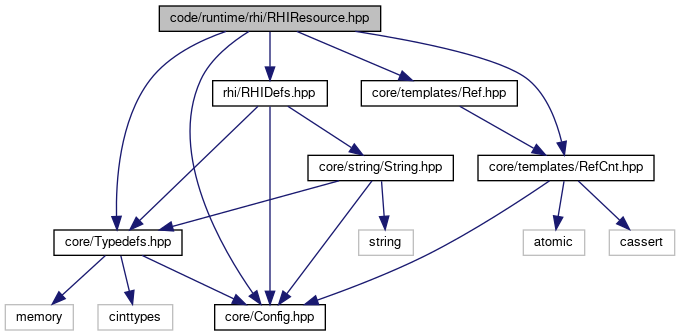 code/runtime/rhi/RHIResource.hpp
rhi/RHIDefs.hpp
core/templates/Ref.hpp
core/string/String.hpp
core/templates/RefCnt.hpp
core/Typedefs.hpp
string
atomic
cassert
memory
cinttypes
core/Config.hpp